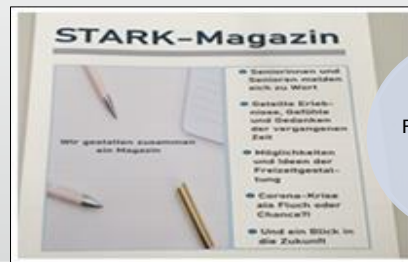 STARK-Magazin
Wir gestalten zusammen
ein Magazin
Seniorinnen und
Senioren melden
sich zu Wort
Geteilte Erleb-
nisse, Gefühle
und Gedanken
der vergangenen
Zeit
Möglichkeiten
und Ideen der
Freizeitgestal-
tung
Corona-Krise
als Fluch oder
Chance?!
Und ein Blick in
die Zukunft